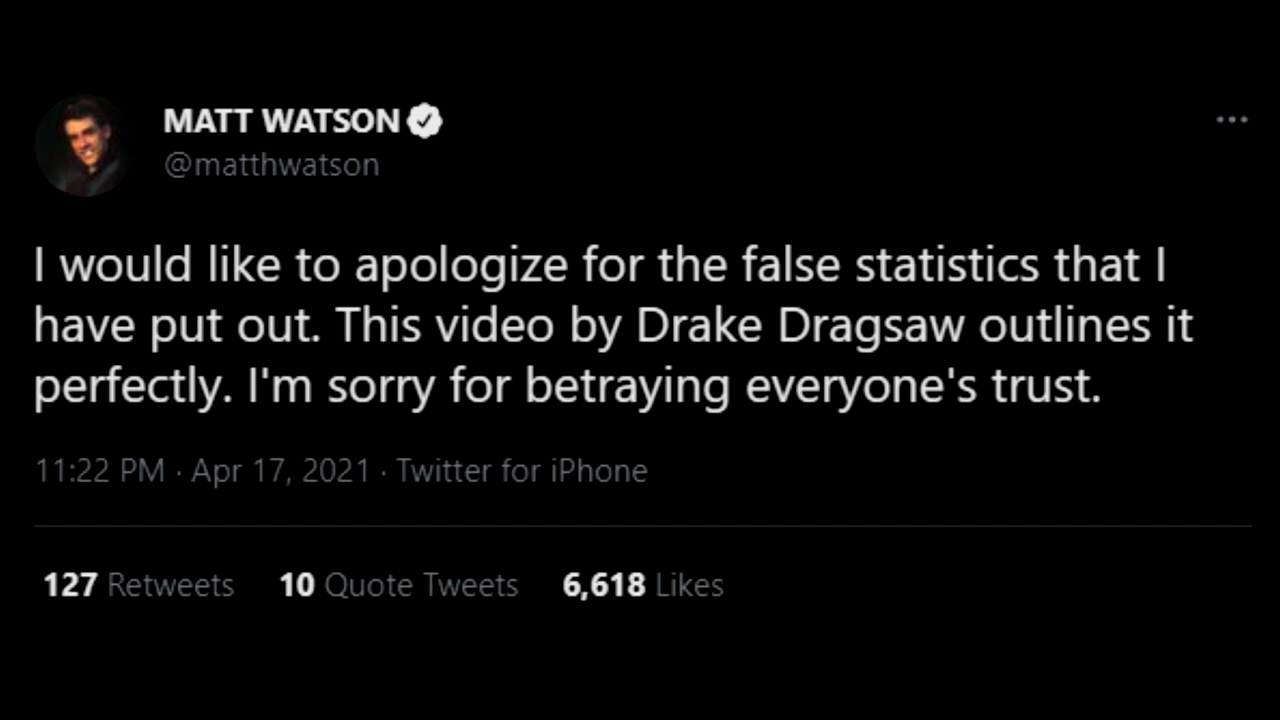 MATT WATSON
@matthwatson
I would like to apologize for the false statistics that I
have put out. This video by Drake Dragsaw outlines it
perfectly. I'm sorry for betraying everyone's trust.
11:22 PM · Apr 17, 2021 · Twitter for iPhone
127 Retweets 10 Quote Tweets 6,618 Likes